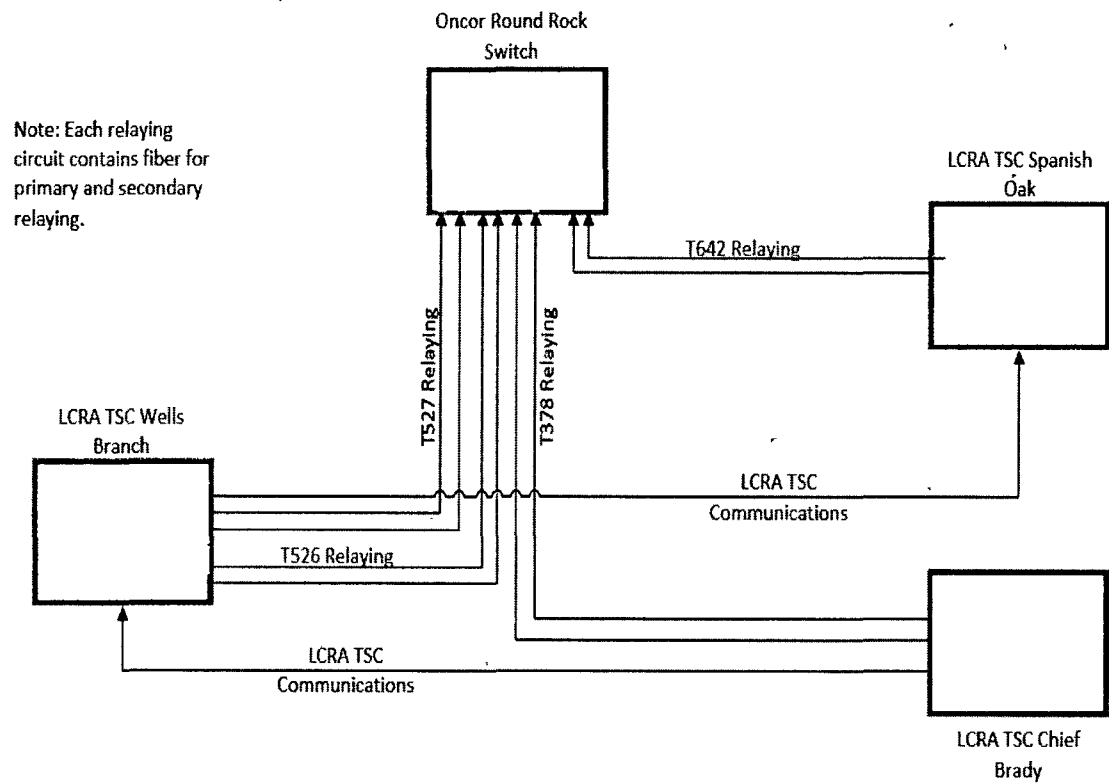 Oncor Round Rock
Switch
Note: Each relaying
circuit contains fiber for
primary and secondary
relaying.
LCRA TSC Spanish
Oak
T642 Relaying
T527 Relaying
T378 Relaying
LCRA TSC Wells
Branch
LCRA TSC
Communications
T526 Relaying
LCRA TSC
Communications
LCRA TSC Chief
Brady